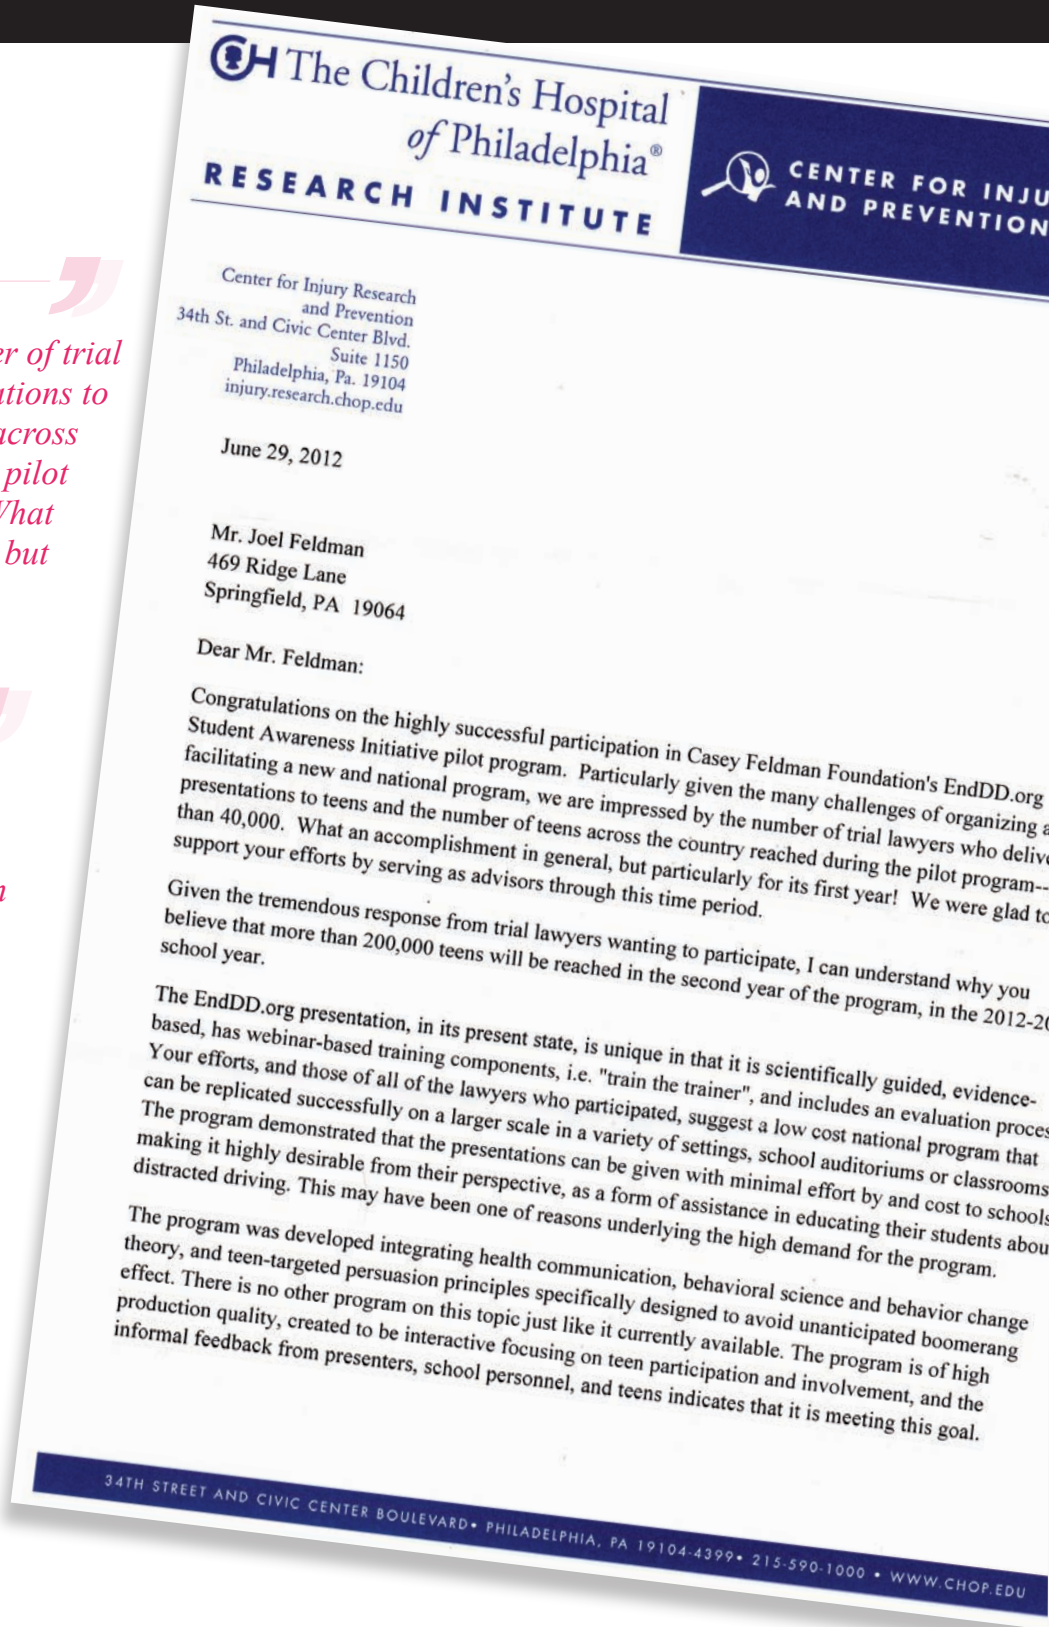 er of trial
ations to
across
pilot
What
but
n
CH The Children's Hospital
of Philadelphia®
RESEARCH INSTITUTE
CENTER FOR INJU
AND PREVENTION
Center for Injury Research
and Prevention
34th St. and Civic Center Blvd.
Suite 1150
Philadelphia, Pa. 19104
injury.research.chop.edu
June 29, 2012
Mr. Joel Feldman
469 Ridge Lane
Springfield, PA 19064
Dear Mr. Feldman:
Congratulations on the highly successful participation in Casey Feldman Foundation's EndDD.org
Student Awareness Initiative pilot program. Particularly given the many challenges of organizing a
facilitating a new and national program, we are impressed by the number of trial lawyers who delive
presentations to teens and the number of teens across the country reached during the pilot program--
than 40,000. What an accomplishment in general, but particularly for its first year! We were glad to
support your efforts by serving as advisors through this time period.
Given the tremendous response from trial lawyers wanting to participate, I can understand why you
believe that more than 200,000 teens will be reached in the second year of the program, in the 2012-20
school year.
The EndDD.org presentation, in its present state, is unique in that it is scientifically guided, evidence-
based, has webinar-based training components, i.e. "train the trainer", and includes an evaluation proces
Your efforts, and those of all of the lawyers who participated, suggest a low cost national program that
can be replicated successfully on a larger scale in a variety of settings, school auditoriums or classrooms
The program demonstrated that the presentations can be given with minimal effort by and cost to schools
making it highly desirable from their perspective, as a form of assistance in educating their students abou
distracted driving. This may have been one of reasons underlying the high demand for the program.
The program was developed integrating health communication, behavioral science and behavior change
theory, and teen-targeted persuasion principles specifically designed to avoid unanticipated boomerang
effect. There is no other program on this topic just like it currently available. The program is of high
production quality, created to be interactive focusing on teen participation and involvement, and the
informal feedback from presenters, school personnel, and teens indicates that it is meeting this goal.
34TH STREET AND CIVIC CENTER BOULEVARD• PHILADELPHIA, PA 19104-4399• 215-590-1000 • WWW.CHOP.EDU